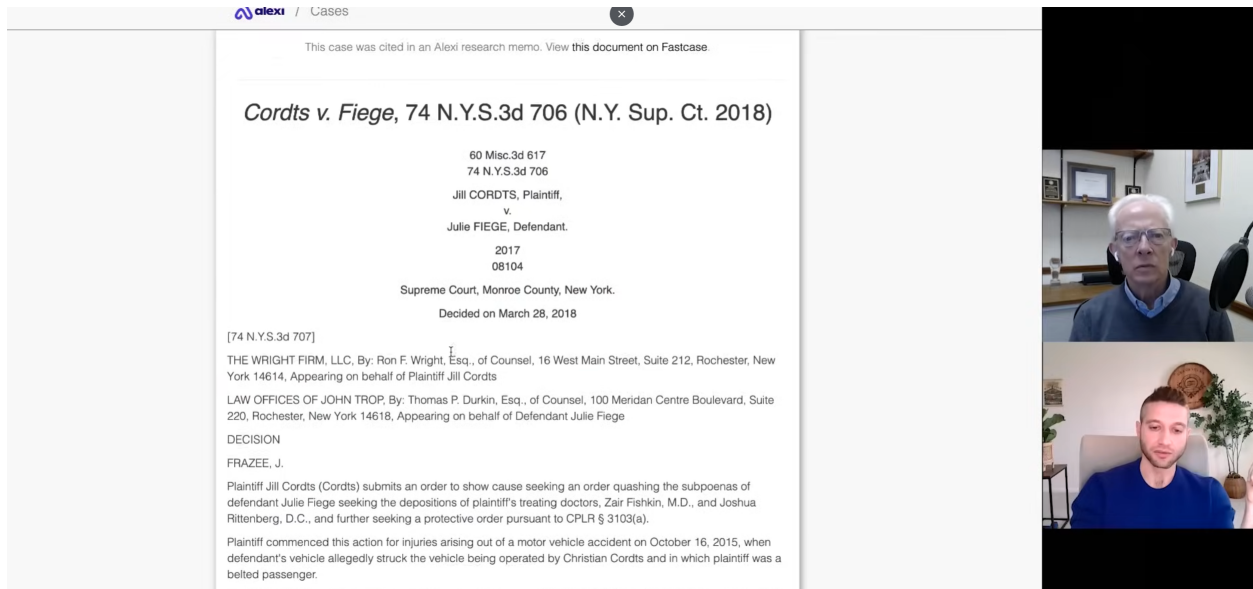 alexi / Cases
This case was cited in an Alexi research memo. View this document on Fastcase.
Cordts v. Fiege, 74 N.Y.S.3d 706 (N.Y. Sup. Ct. 2018)
60 Misc.3d 617
74 N.Y.S.3d 706
Jill CORDTS, Plaintiff,
v.
Julie FIEGE, Defendant.
2017
08104
Supreme Court, Monroe County, New York.
Decided on March 28, 2018
[74 N.Y.S.3d 707]
THE WRIGHT FIRM, LLC, By: Ron F. Wright, Esq., of Counsel, 16 West Main Street, Suite 212, Rochester, New
York 14614, Appearing on behalf of Plaintiff Jill Cordts
LAW OFFICES OF JOHN TROP, By: Thomas P. Durkin, Esq., of Counsel, 100 Meridan Centre Boulevard, Suite
220, Rochester, New York 14618, Appearing on behalf of Defendant Julie Fiege
DECISION
FRAZEE, J.
Plaintiff Jill Cordts (Cordts) submits an order to show cause seeking an order quashing the subpoenas of
defendant Julie Fiege seeking the depositions of plaintiff's treating doctors, Zair Fishkin, M.D., and Joshua
Rittenberg, D.C., and further seeking a protective order pursuant to CPLR § 3103(a).
Plaintiff commenced this action for injuries arising out of a motor vehicle accident on October 16, 2015, when
defendant's vehicle allegedly struck the vehicle being operated by Christian Cordts and in which plaintiff was a
belted passenger.